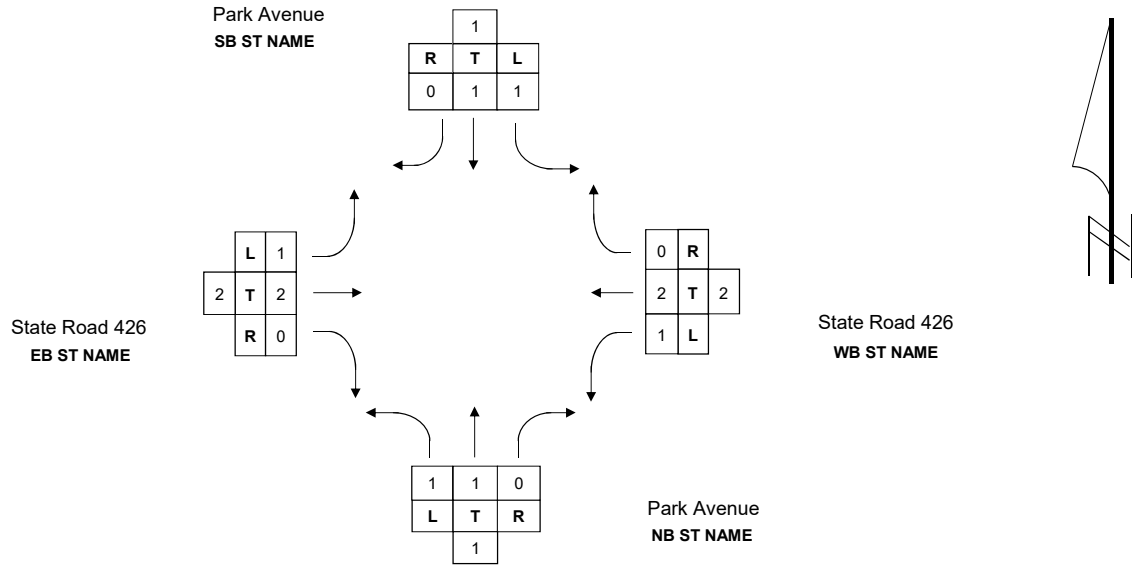 Park Avenue
SB ST NAME
1
R T L
0 1 1
L 1
2 T 2
R 0
State Road 426
EB ST NAME
0 R
2 T 2
1 L
State Road 426
WB ST NAME
1 1 0
L T R
1
Park Avenue
NB ST NAME
N